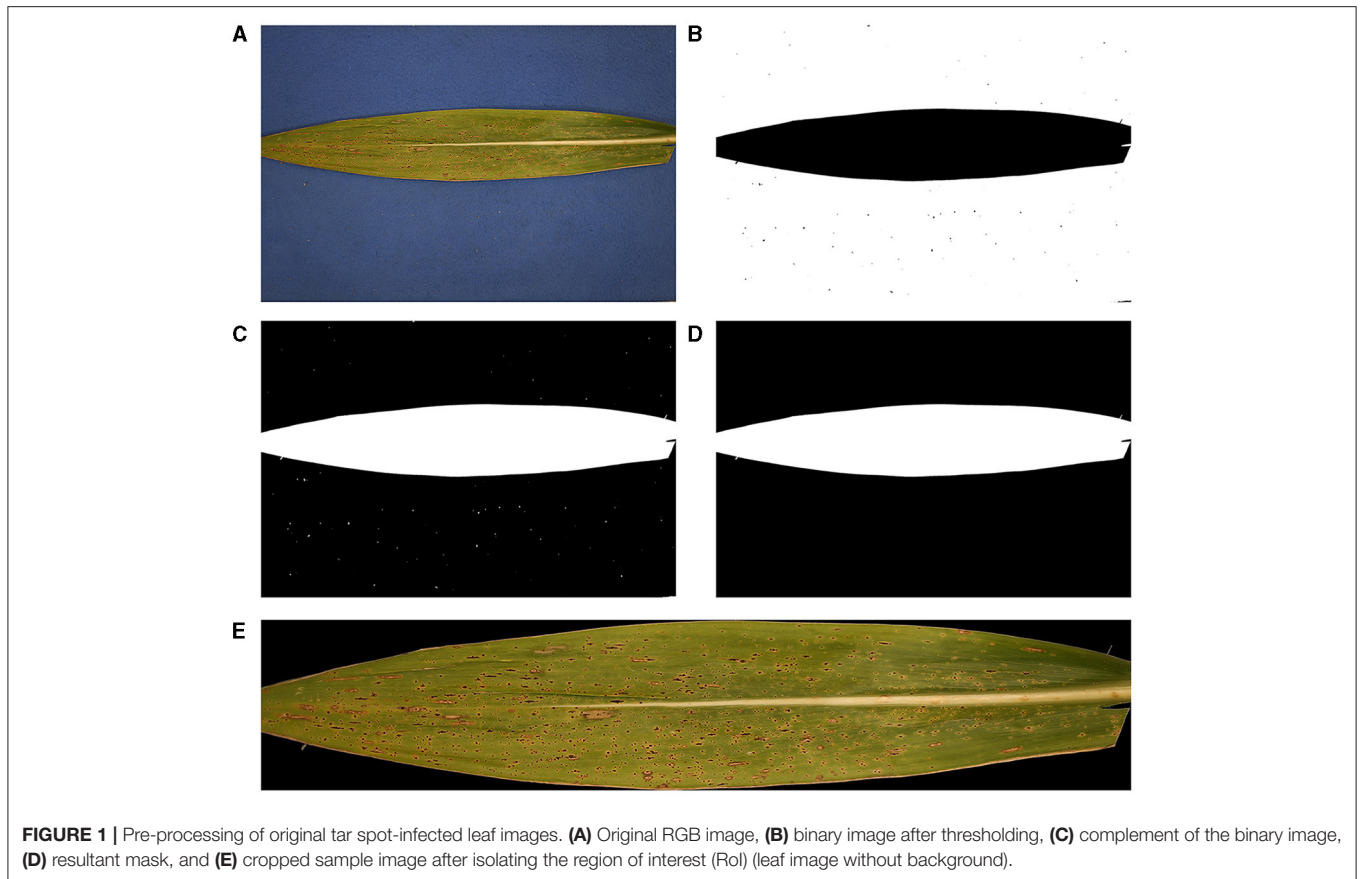 A
B
C
D
E
FIGURE 1 | Pre-processing of original tar spot-infected leaf images. (A) Original RGB image, (B) binary image after thresholding, (C) complement of the binary image,
(D) resultant mask, and (E) cropped sample image after isolating the region of interest (RoI) (leaf image without background).